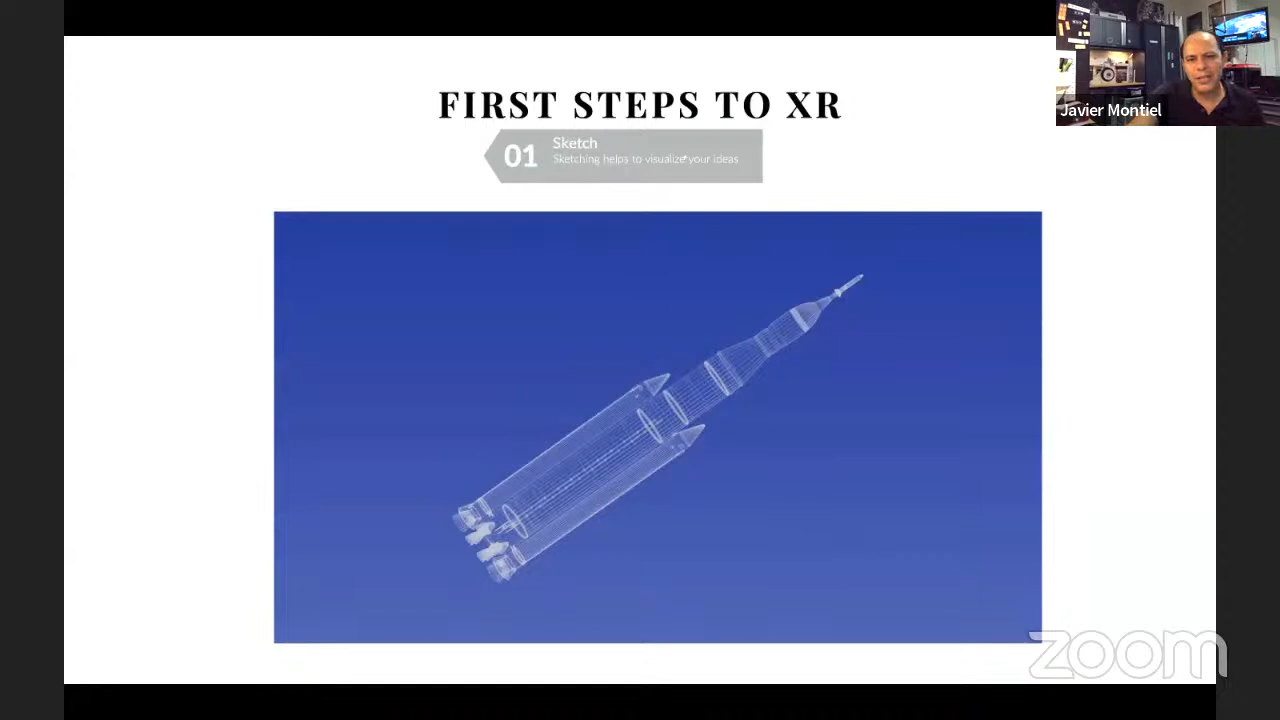 FIRST STEPS TO XR
01
Sketch
Sketching helps to visualize your ideas
Javier Montiel
zoom